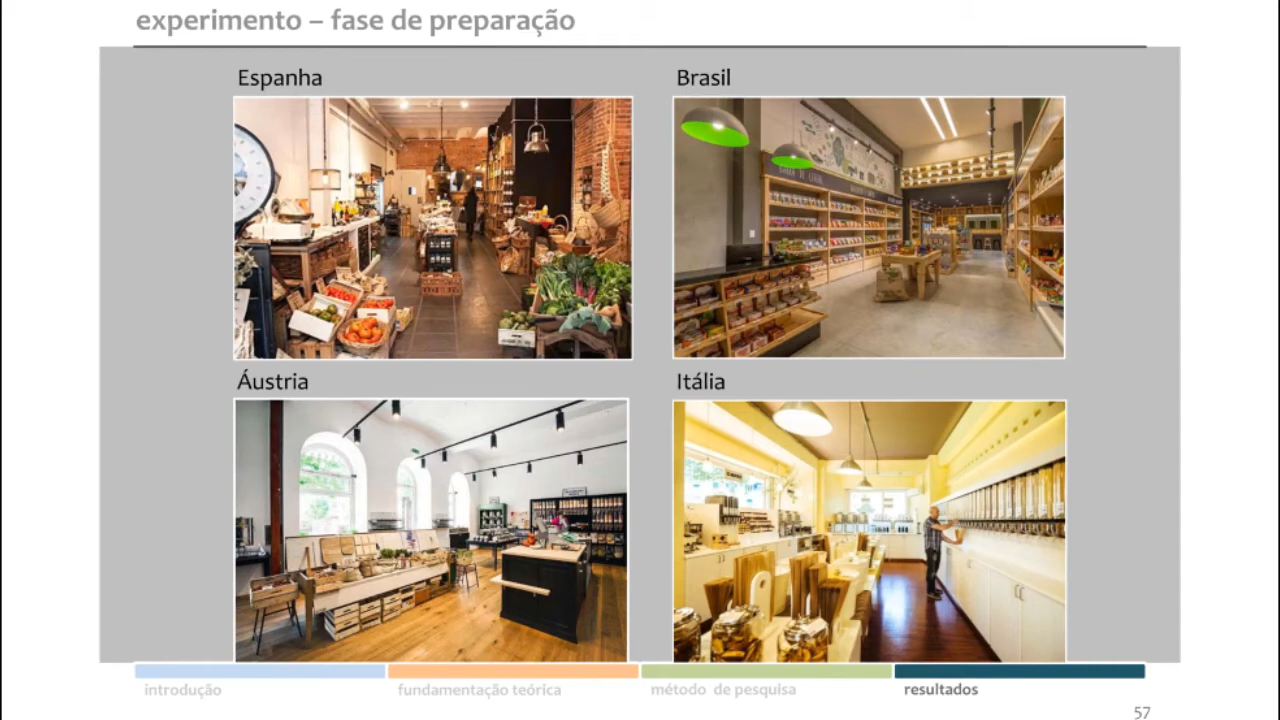 experimento – fase de preparação
Espanha
Brasil
Áustria
Itália
introdução
fundamentação teórica
método de pesquisa
resultados
57